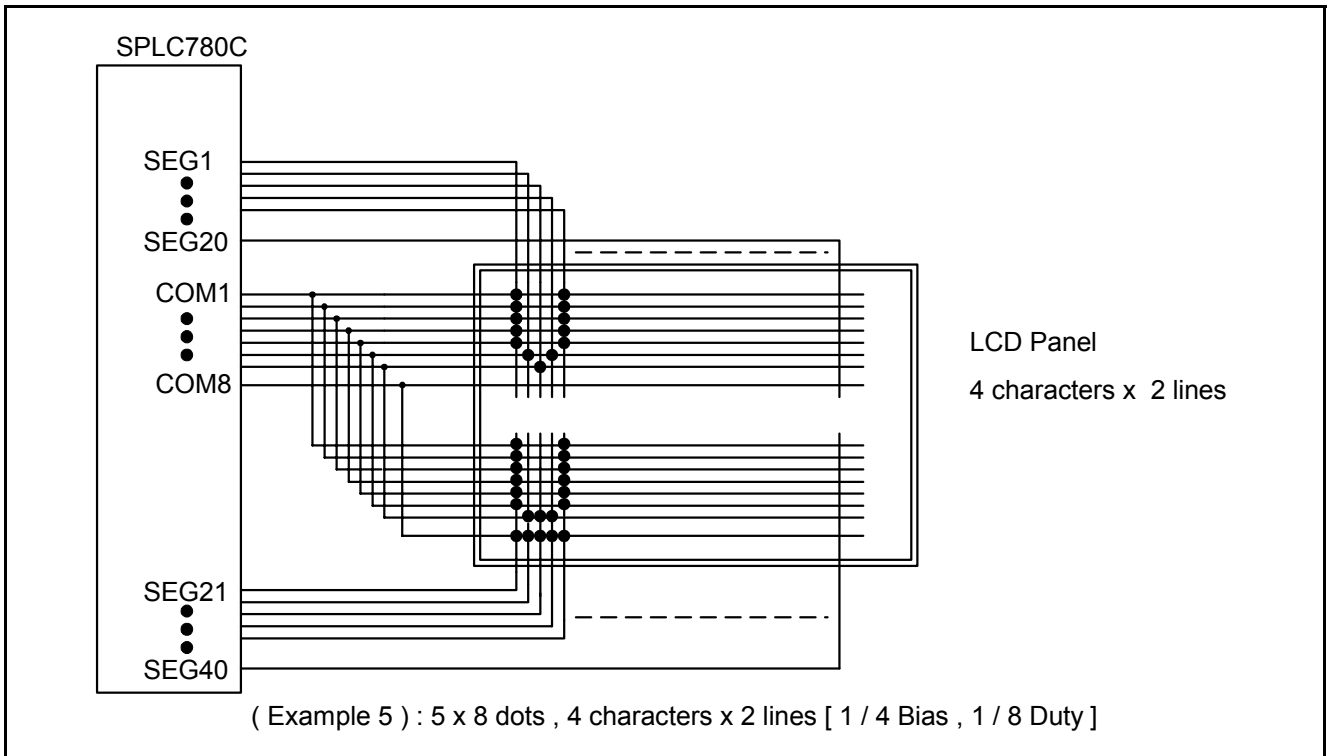 SPLC780C
SEG1
SEG20
COM1
COM8
LCD Panel
4 characters x 2 lines
SEG21
SEG40
( Example 5 ) : 5 x 8 dots , 4 characters x 2 lines [ 1 / 4 Bias , 1 / 8 Duty ]